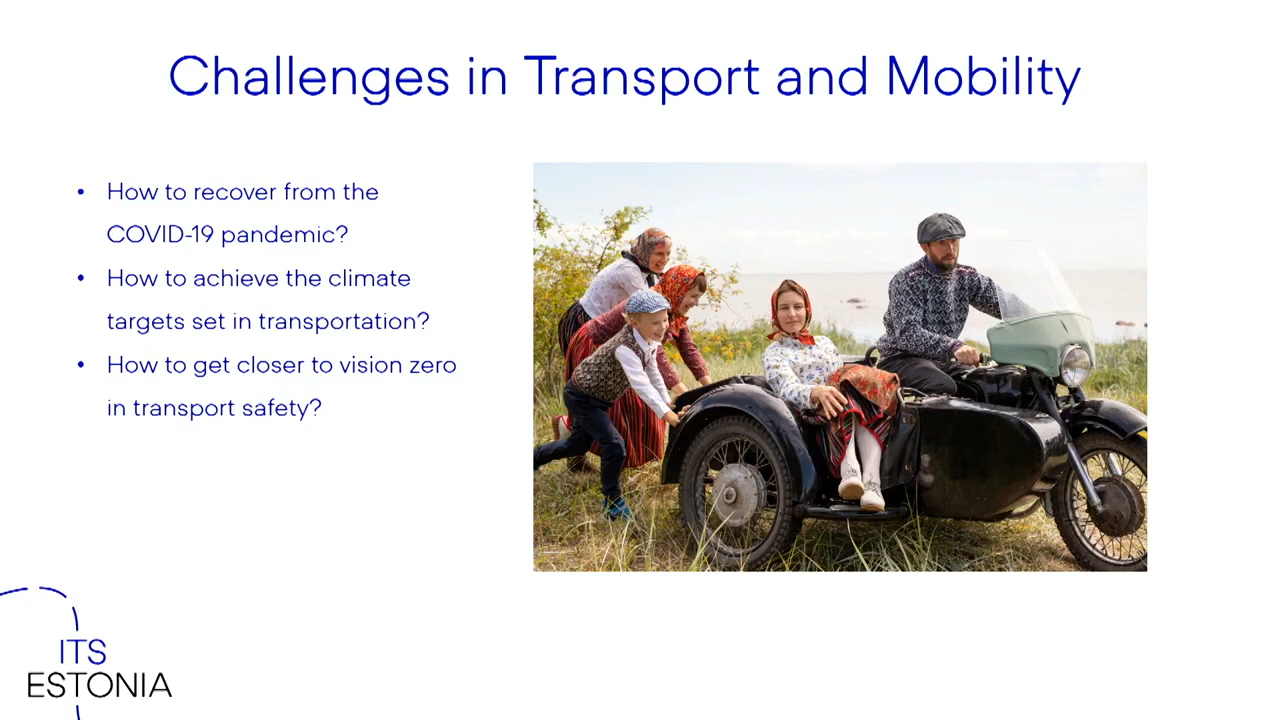 Challenges in Transport and Mobility
• How to recover from the
COVID-19 pandemic?
• How to achieve the climate
targets set in transportation?
• How to get closer to vision zero
in transport safety?
ITS
ESTONIA